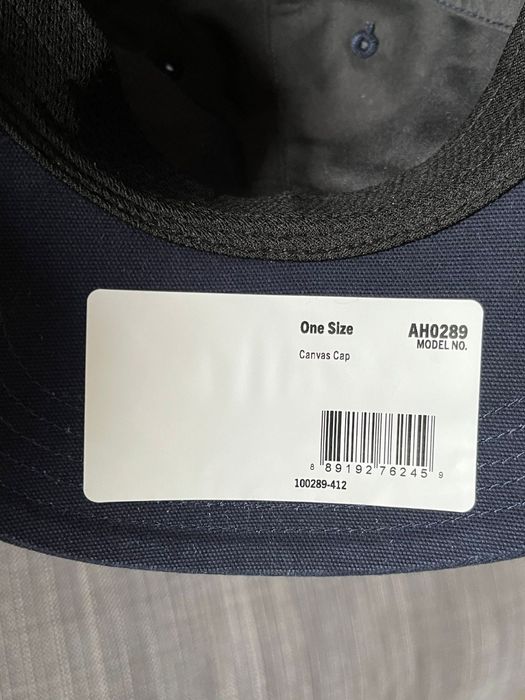 One Size
AH0289
MODEL NO.
Canvas Cap
8 89192 76245 9
100289-412